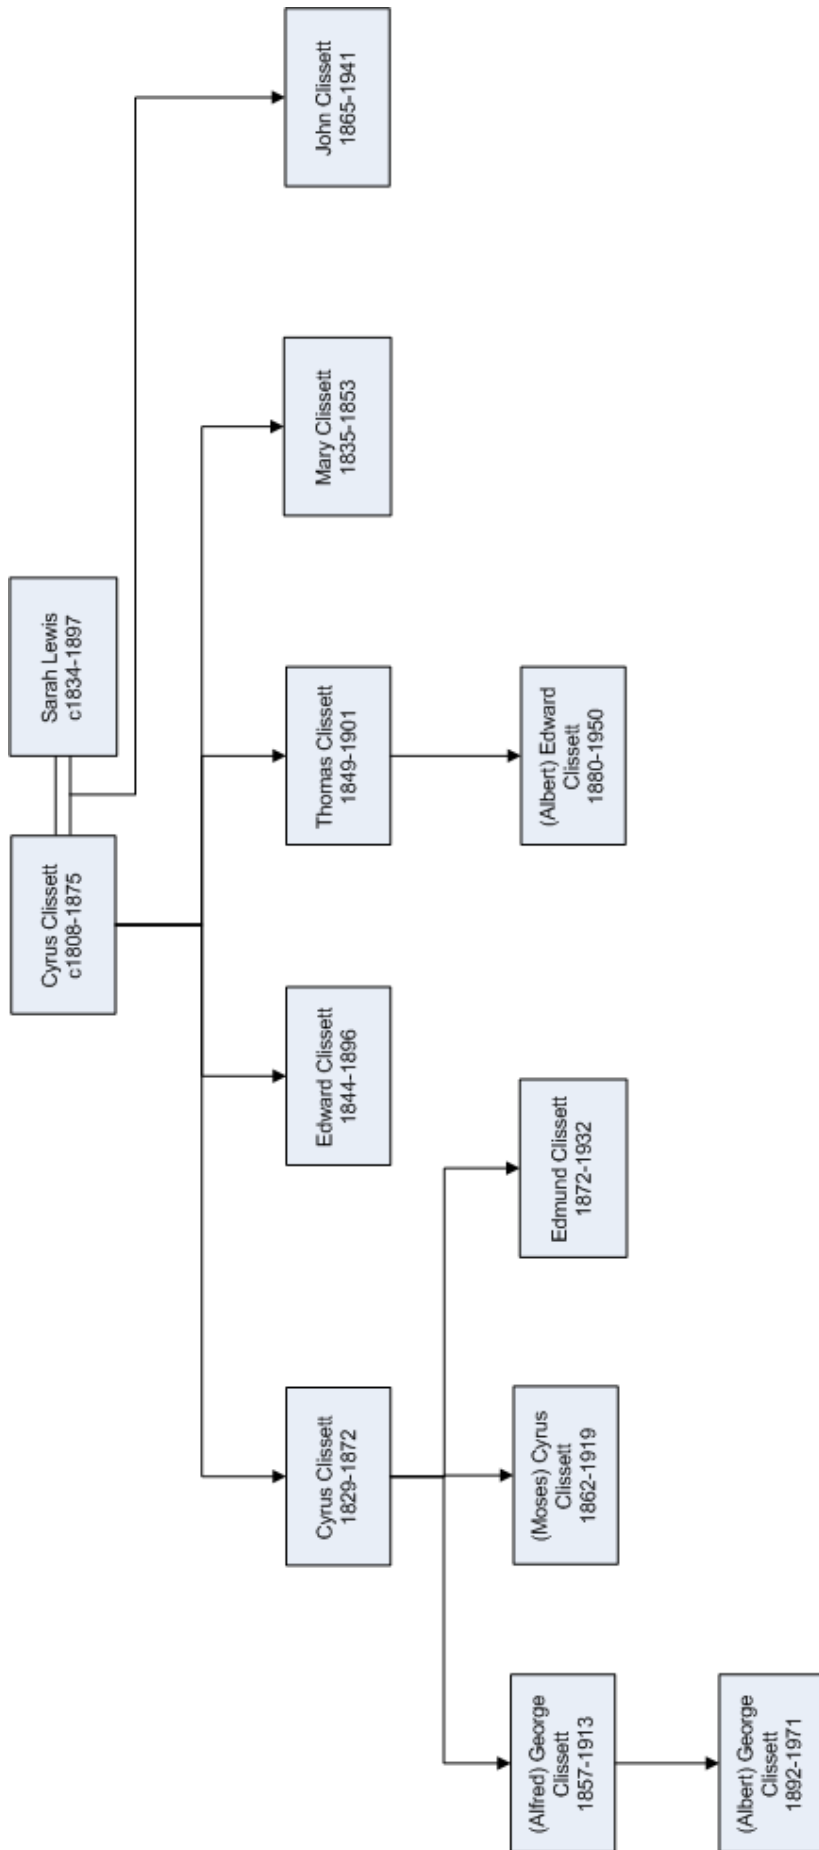 Cyrus Clissett
c1808-1875
Sarah Lewis
c1834-1897
Cyrus Clissett
1829-1872
Edward Clissett
1844-1896
Thomas Clissett
1849-1901
Mary Clissett
1835-1853
John Clissett
1865-1941
(Alfred) George
Clissett
1857-1913
(Moses) Cyrus
Clissett
1862-1919
Edmund Clissett
1872-1932
(Albert) Edward
Clissett
1880-1950
(Albert) George
Clissett
1892-1971